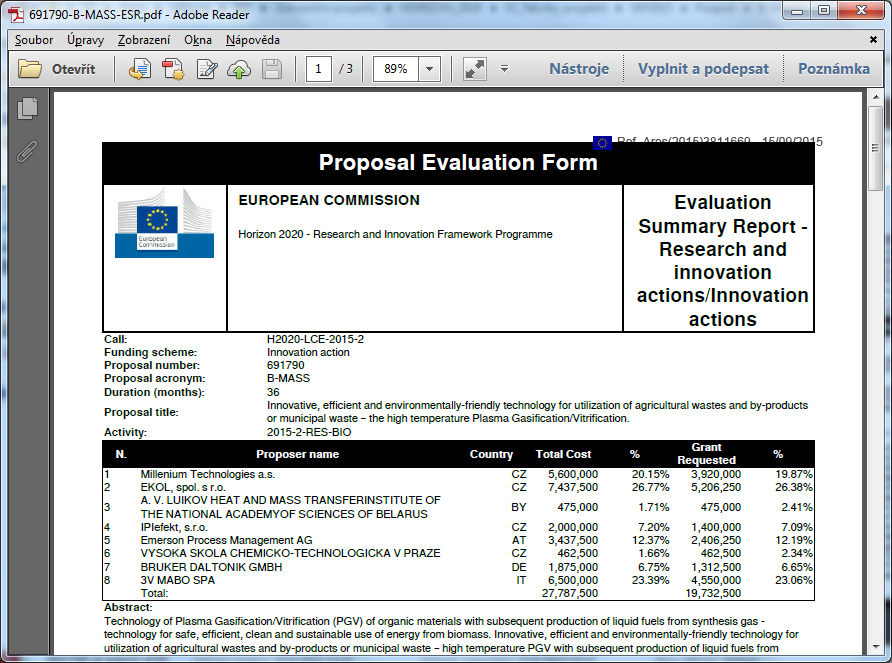 691790-B-MASS-ESR.pdf - Adobe Reader
Soubor Úpravy Zobrazení Okna Nápověda
Otevřít 1 / 3 89% Nástroje Vyplnit a podepsat Poznámka
Ref. Ares(2015)3811669 - 15/09/2015
Proposal Evaluation Form
European
Commission
EUROPEAN COMMISSION
Horizon 2020 - Research and Innovation Framework Programme
Evaluation
Summary Report -
Research and
innovation
actions/Innovation
actions
Call: H2020-LCE-2015-2
Funding scheme: Innovation action
Proposal number: 691790
Proposal acronym: B-MASS
Duration (months): 36
Proposal title: Innovative, efficient and environmentally-friendly technology for utilization of agricultural wastes and by-products
or municipal waste – the high temperature Plasma Gasification/Vitrification.
Activity: 2015-2-RES-BIO
N. Proposer name Country Total Cost % Grant Requested %
1 Millenium Technologies a.s. CZ 5,600,000 20.15% 3,920,000 19.87%
2 EKOL, spol. s r.o. CZ 7,437,500 26.77% 5,206,250 26.38%
3 A. V. LUIKOV HEAT AND MASS TRANSFERINSTITUTE OF
THE NATIONAL ACADEMYOF SCIENCES OF BELARUS BY 475,000 1.71% 475,000 2.41%
4 IPlefekt, s.r.o. CZ 2,000,000 7.20% 1,400,000 7.09%
5 Emerson Process Management AG AT 3,437,500 12.37% 2,406,250 12.19%
6 VYSOKA SKOLA CHEMICKO-TECHNOLOGICKA V PRAZE CZ 462,500 1.66% 462,500 2.34%
7 BRUKER DALTONIK GMBH DE 1,875,000 6.75% 1,312,500 6.65%
8 3V MABO SPA IT 6,500,000 23.39% 4,550,000 23.06%
Total: 27,787,500 19,732,500
Abstract:
Technology of Plasma Gasification/Vitrification (PGV) of organic materials with subsequent production of liquid fuels from synthesis gas -
technology for safe, efficient, clean and sustainable use of energy from biomass. Innovative, efficient and environmentally-friendly technology for
utilization of agricultural wastes and by-products or municipal waste – high temperature PGV with subsequent production of liquid fuels from